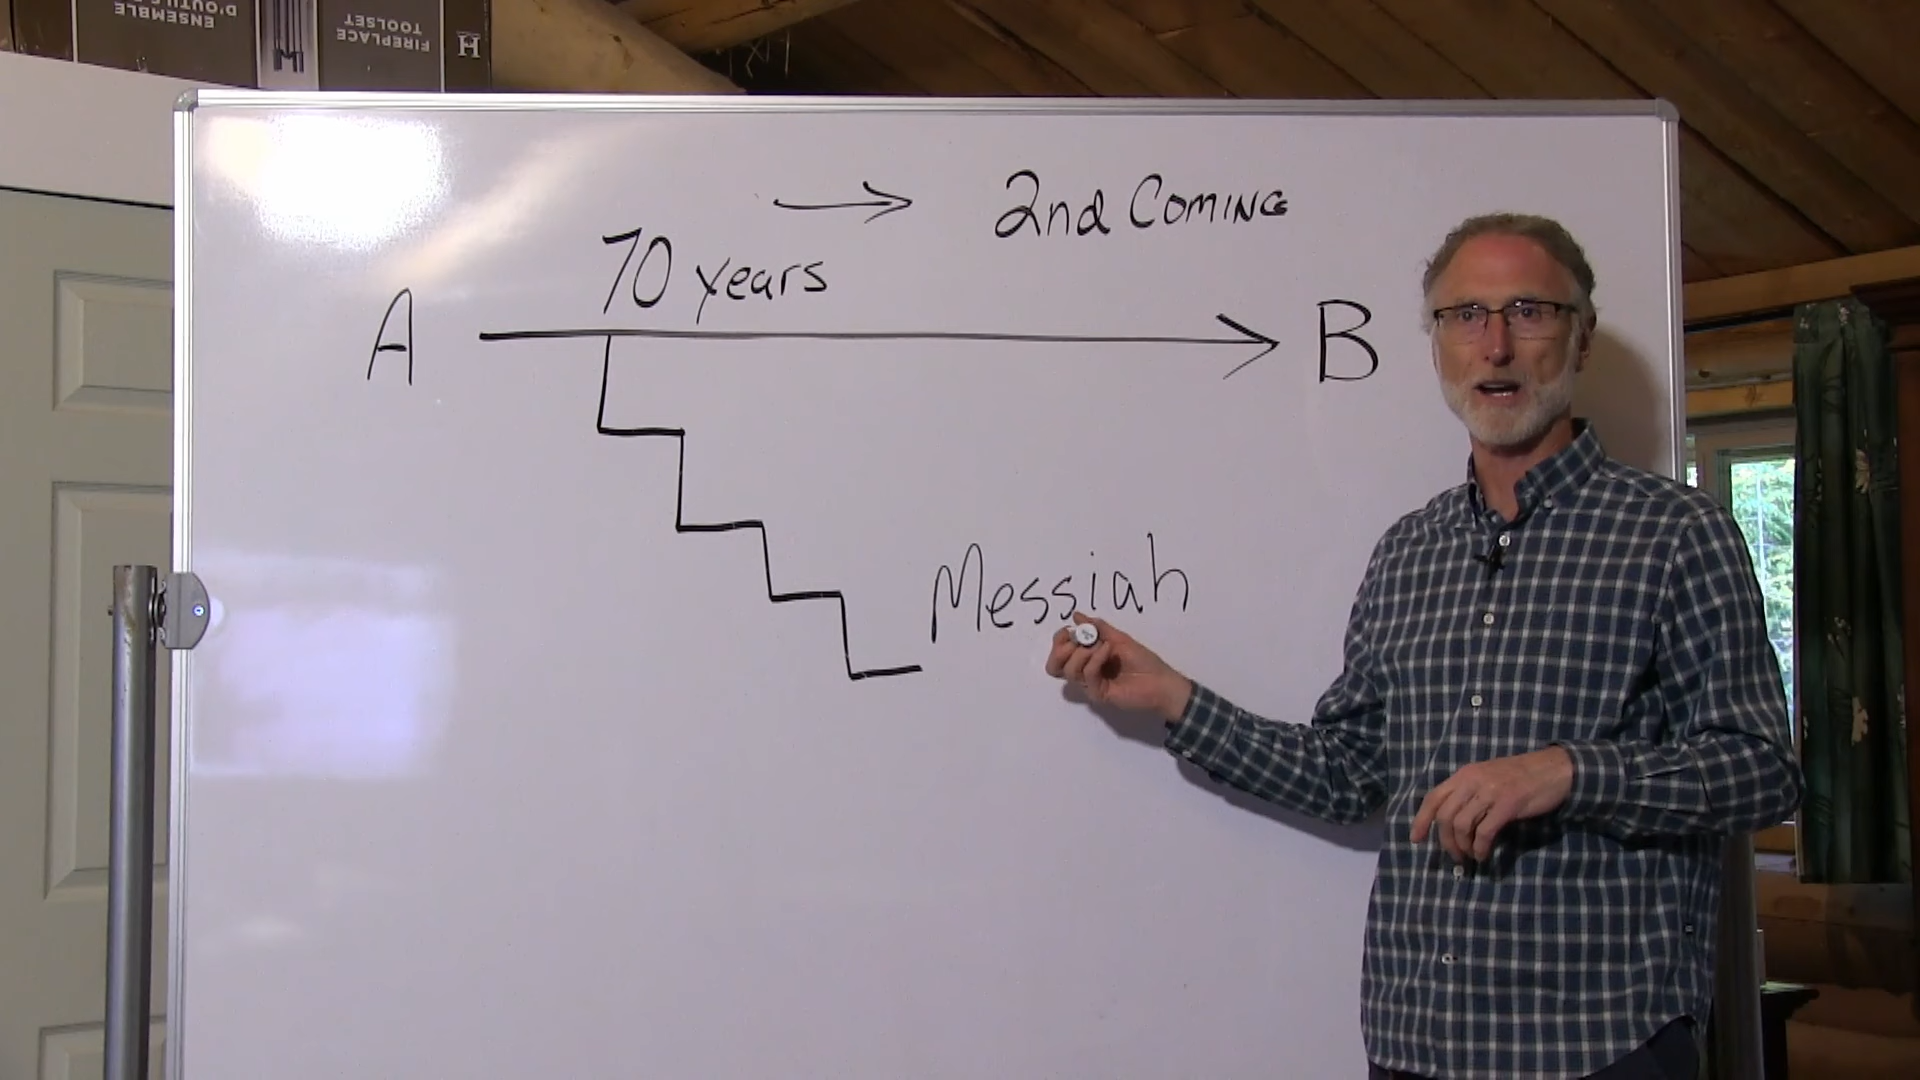 ENSEMBLE
D'OUTILS
FIREPLACE
TOOLSET
H
2nd COMING
70 years
A
B
Messiah